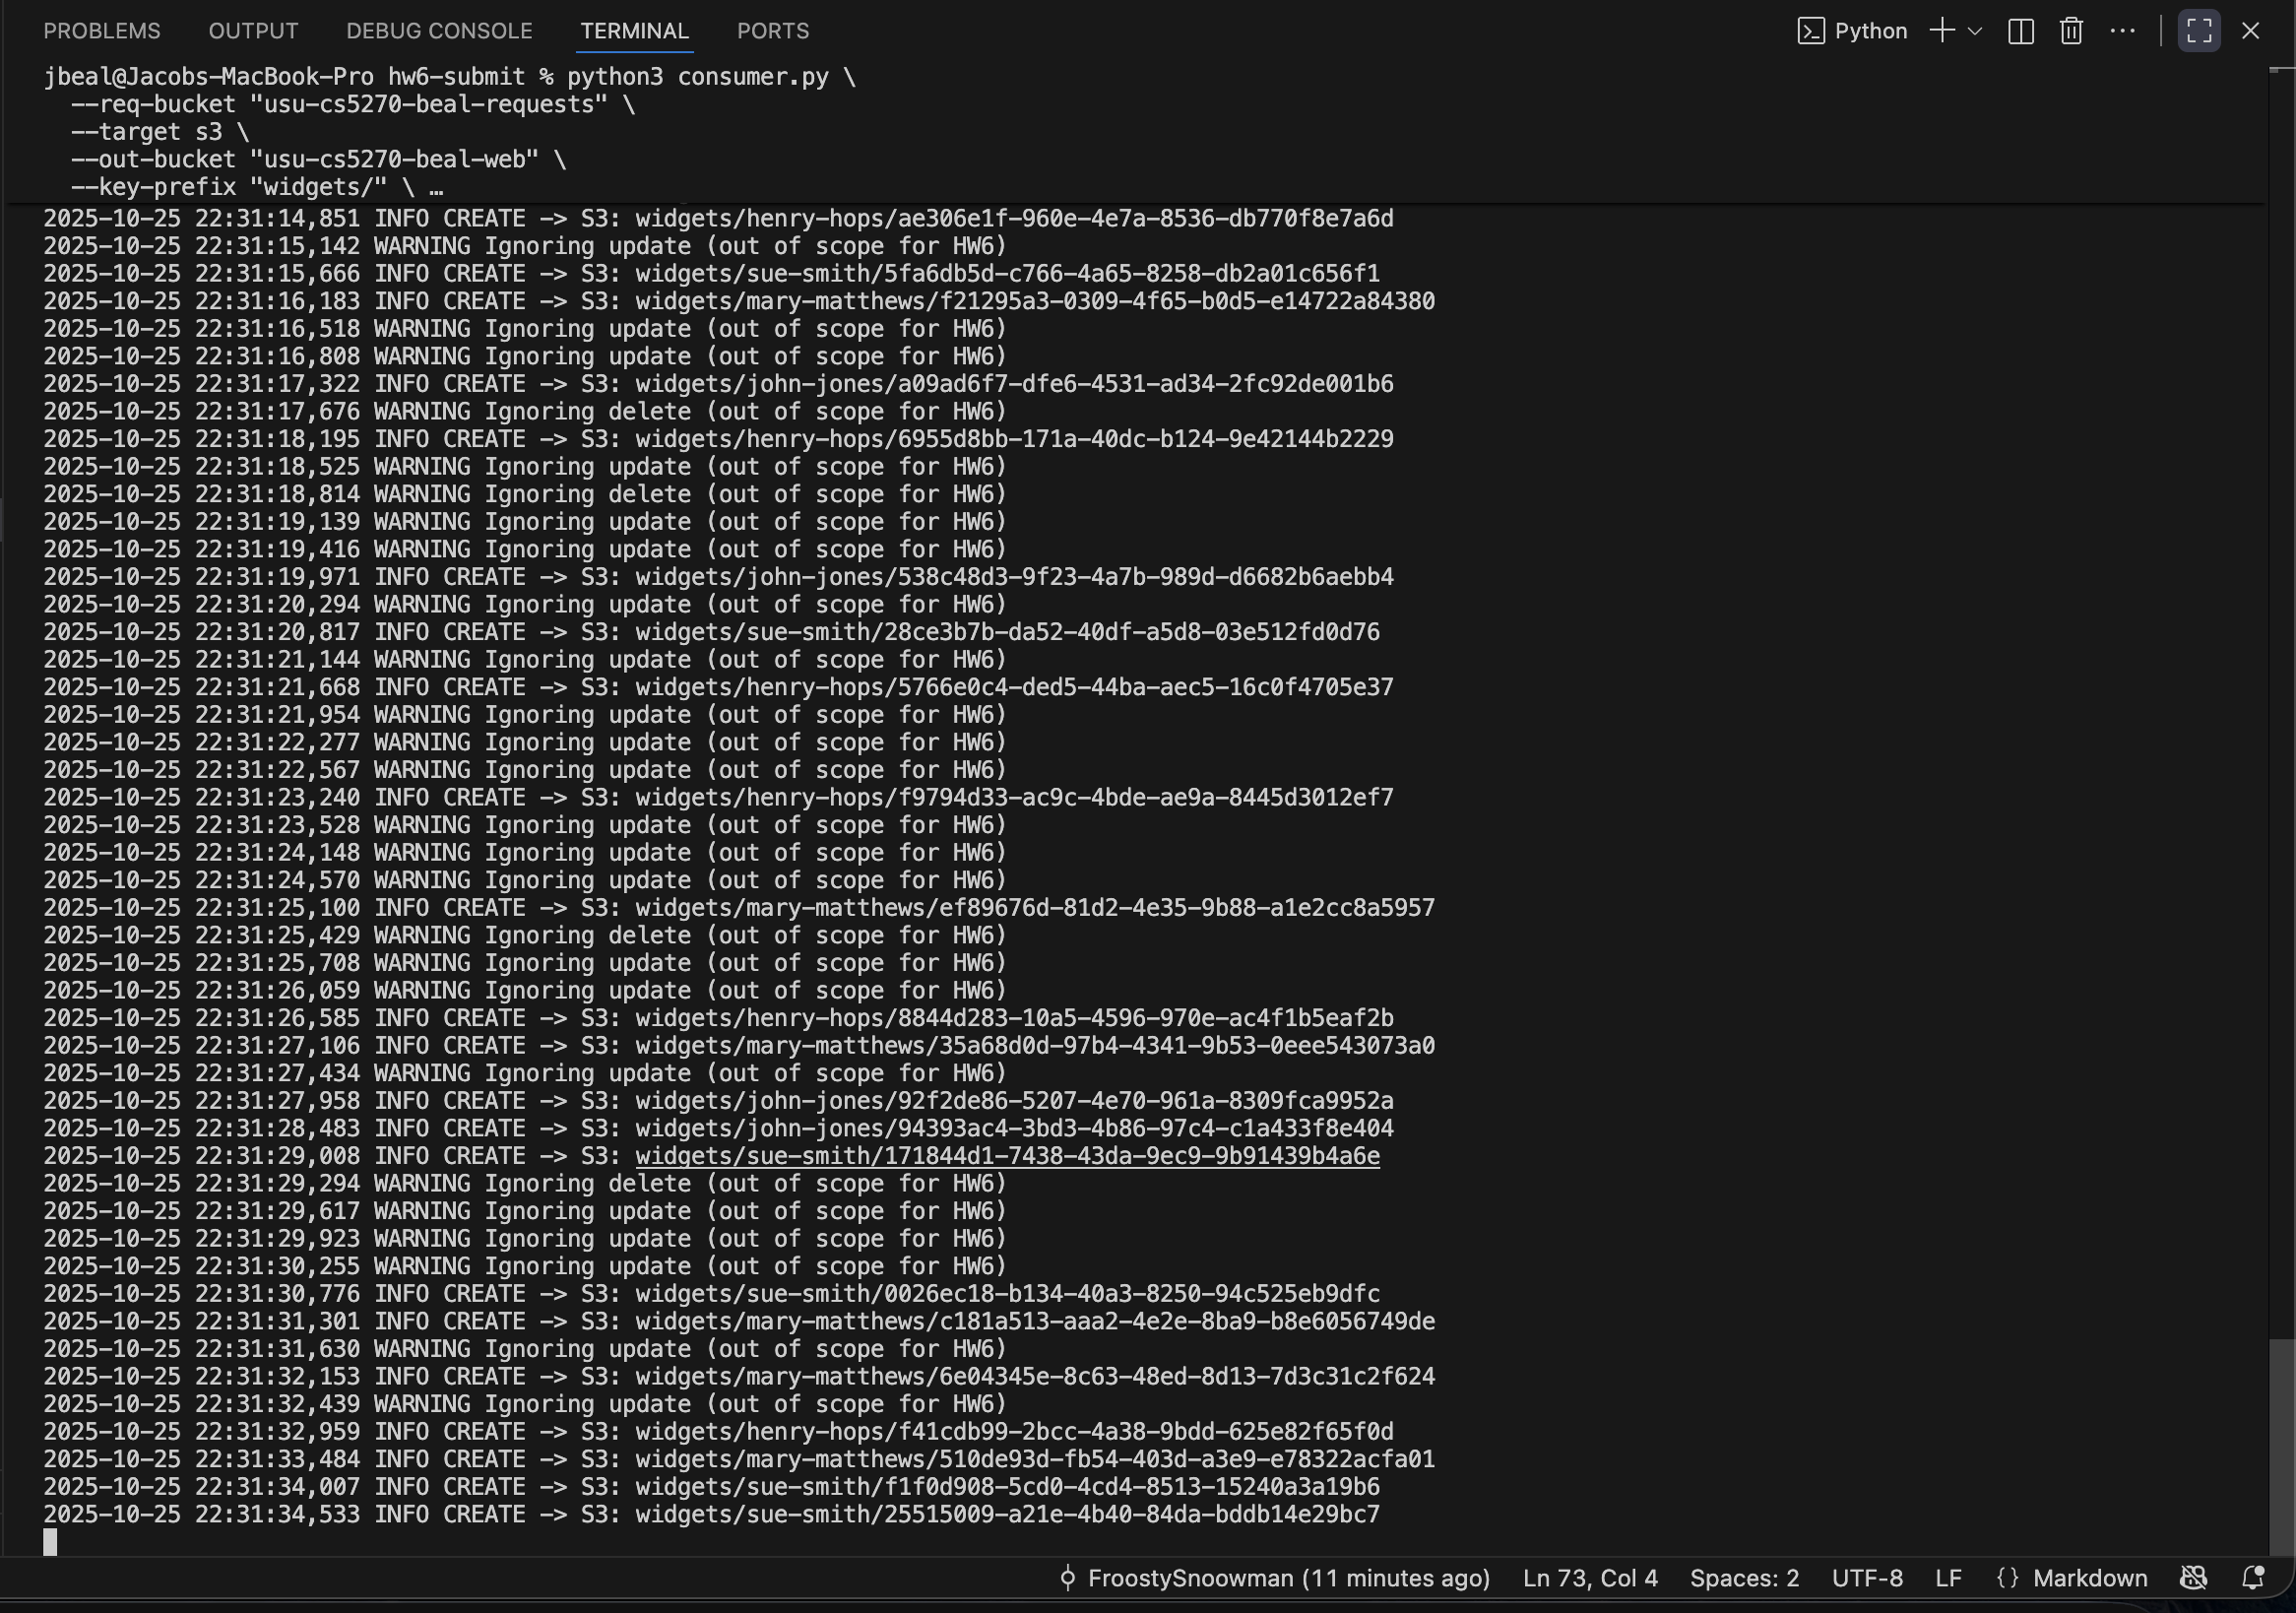 PROBLEMS OUTPUT DEBUG CONSOLE TERMINAL PORTS Python
jbeal@Jacobs-MacBook-Pro hw6-submit % python3 consumer.py \
--req-bucket "usu-cs5270-beal-requests" \
--target s3 \
--out-bucket "usu-cs5270-beal-web" \
--key-prefix "widgets/" \ …
2025-10-25 22:31:14,851 INFO CREATE -> S3: widgets/henry-hops/ae306e1f-960e-4e7a-8536-db770f8e7a6d
2025-10-25 22:31:15,142 WARNING Ignoring update (out of scope for HW6)
2025-10-25 22:31:15,666 INFO CREATE -> S3: widgets/sue-smith/5fa6db5d-c766-4a65-8258-db2a01c656f1
2025-10-25 22:31:16,183 INFO CREATE -> S3: widgets/mary-matthews/f21295a3-0309-4f65-b0d5-e14722a84380
2025-10-25 22:31:16,518 WARNING Ignoring update (out of scope for HW6)
2025-10-25 22:31:16,808 WARNING Ignoring update (out of scope for HW6)
2025-10-25 22:31:17,322 INFO CREATE -> S3: widgets/john-jones/a09ad6f7-dfe6-4531-ad34-2fc92de001b6
2025-10-25 22:31:17,676 WARNING Ignoring delete (out of scope for HW6)
2025-10-25 22:31:18,195 INFO CREATE -> S3: widgets/henry-hops/6955d8bb-171a-40dc-b124-9e42144b2229
2025-10-25 22:31:18,525 WARNING Ignoring update (out of scope for HW6)
2025-10-25 22:31:18,814 WARNING Ignoring delete (out of scope for HW6)
2025-10-25 22:31:19,139 WARNING Ignoring update (out of scope for HW6)
2025-10-25 22:31:19,416 WARNING Ignoring update (out of scope for HW6)
2025-10-25 22:31:19,971 INFO CREATE -> S3: widgets/john-jones/538c48d3-9f23-4a7b-989d-d6682b6aebb4
2025-10-25 22:31:20,294 WARNING Ignoring update (out of scope for HW6)
2025-10-25 22:31:20,817 INFO CREATE -> S3: widgets/sue-smith/28ce3b7b-da52-40df-a5d8-03e512fd0d76
2025-10-25 22:31:21,144 WARNING Ignoring update (out of scope for HW6)
2025-10-25 22:31:21,668 INFO CREATE -> S3: widgets/henry-hops/5766e0c4-ded5-44ba-aec5-16c0f4705e37
2025-10-25 22:31:21,954 WARNING Ignoring update (out of scope for HW6)
2025-10-25 22:31:22,277 WARNING Ignoring update (out of scope for HW6)
2025-10-25 22:31:22,567 WARNING Ignoring update (out of scope for HW6)
2025-10-25 22:31:23,240 INFO CREATE -> S3: widgets/henry-hops/f9794d33-ac9c-4bde-ae9a-8445d3012ef7
2025-10-25 22:31:23,528 WARNING Ignoring update (out of scope for HW6)
2025-10-25 22:31:24,148 WARNING Ignoring update (out of scope for HW6)
2025-10-25 22:31:24,570 WARNING Ignoring update (out of scope for HW6)
2025-10-25 22:31:25,100 INFO CREATE -> S3: widgets/mary-matthews/ef89676d-81d2-4e35-9b88-a1e2cc8a5957
2025-10-25 22:31:25,429 WARNING Ignoring delete (out of scope for HW6)
2025-10-25 22:31:25,708 WARNING Ignoring update (out of scope for HW6)
2025-10-25 22:31:26,059 WARNING Ignoring update (out of scope for HW6)
2025-10-25 22:31:26,585 INFO CREATE -> S3: widgets/henry-hops/8844d283-10a5-4596-970e-ac4f1b5eaf2b
2025-10-25 22:31:27,106 INFO CREATE -> S3: widgets/mary-matthews/35a68d0d-97b4-4341-9b53-0eee543073a0
2025-10-25 22:31:27,434 WARNING Ignoring update (out of scope for HW6)
2025-10-25 22:31:27,958 INFO CREATE -> S3: widgets/john-jones/92f2de86-5207-4e70-961a-8309fca9952a
2025-10-25 22:31:28,483 INFO CREATE -> S3: widgets/john-jones/94393ac4-3bd3-4b86-97c4-c1a433f8e404
2025-10-25 22:31:29,008 INFO CREATE -> S3: widgets/sue-smith/171844d1-7438-43da-9ec9-9b91439b4a6e
2025-10-25 22:31:29,294 WARNING Ignoring delete (out of scope for HW6)
2025-10-25 22:31:29,617 WARNING Ignoring update (out of scope for HW6)
2025-10-25 22:31:29,923 WARNING Ignoring update (out of scope for HW6)
2025-10-25 22:31:30,255 WARNING Ignoring update (out of scope for HW6)
2025-10-25 22:31:30,776 INFO CREATE -> S3: widgets/sue-smith/0026ec18-b134-40a3-8250-94c525eb9dfc
2025-10-25 22:31:31,301 INFO CREATE -> S3: widgets/mary-matthews/c181a513-aaa2-4e2e-8ba9-b8e6056749de
2025-10-25 22:31:31,630 WARNING Ignoring update (out of scope for HW6)
2025-10-25 22:31:32,153 INFO CREATE -> S3: widgets/mary-matthews/6e04345e-8c63-48ed-8d13-7d3c31c2f624
2025-10-25 22:31:32,439 WARNING Ignoring update (out of scope for HW6)
2025-10-25 22:31:32,959 INFO CREATE -> S3: widgets/henry-hops/f41cdb99-2bcc-4a38-9bdd-625e82f65f0d
2025-10-25 22:31:33,484 INFO CREATE -> S3: widgets/mary-matthews/510de93d-fb54-403d-a3e9-e78322acfa01
2025-10-25 22:31:34,007 INFO CREATE -> S3: widgets/sue-smith/f1f0d908-5cd0-4cd4-8513-15240a3a19b6
2025-10-25 22:31:34,533 INFO CREATE -> S3: widgets/sue-smith/25515009-a21e-4b40-84da-bddb14e29bc7
FroostySnoowman (11 minutes ago) Ln 73, Col 4 Spaces: 2 UTF-8 LF {} Markdown